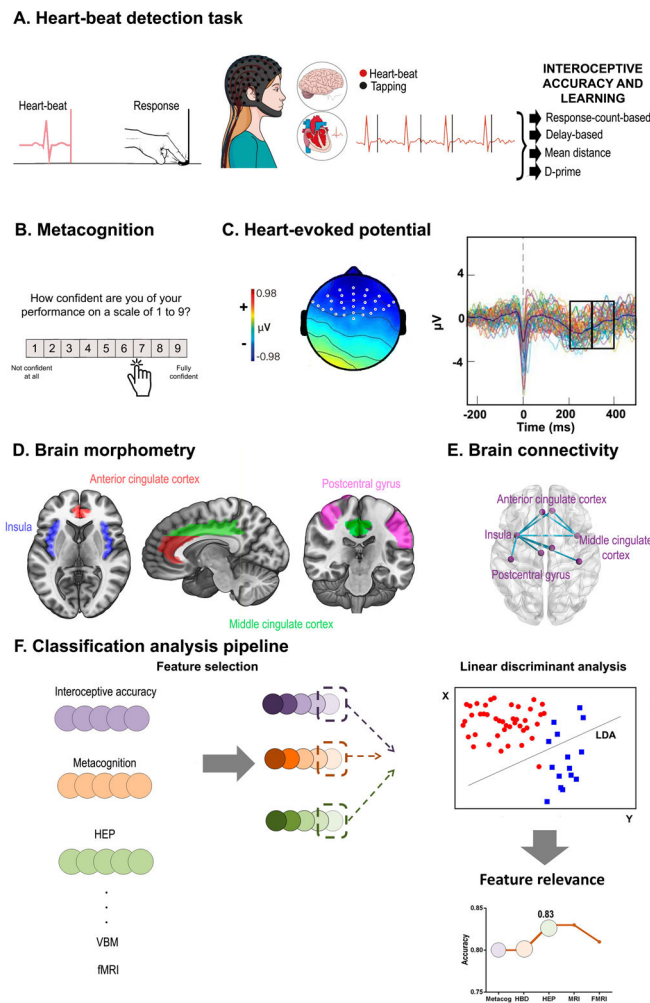 A. Heart-beat detection task
Heart-beat
Response
Heart-beat
Tapping
INTEROCEPTIVE
ACCURACY AND
LEARNING
Response-count-based
Delay-based
Mean distance
D-prime
B. Metacognition
How confident are you of your
performance on a scale of 1 to 9?
1 2 3 4 5 6 7 8 9
Not confident
at all
Fully
confident
C. Heart-evoked potential
+
-
0.98
μV
-0.98
μV
4
0
-4
-200 0 200 400
Time (ms)
D. Brain morphometry
Anterior cingulate cortex
Insula
Postcentral gyrus
Middle cingulate cortex
E. Brain connectivity
Anterior cingulate cortex
Insula
Middle cingulate
cortex
Postcentral gyrus
F. Classification analysis pipeline
Feature selection
Interoceptive accuracy
Metacognition
HEP
.
.
.
VBM
fMRI
Linear discriminant analysis
X
LDA
Y
Feature relevance
0.83
Accuracy
0.85
0.80
0.75
Metacog HBD HEP MRI FMRI